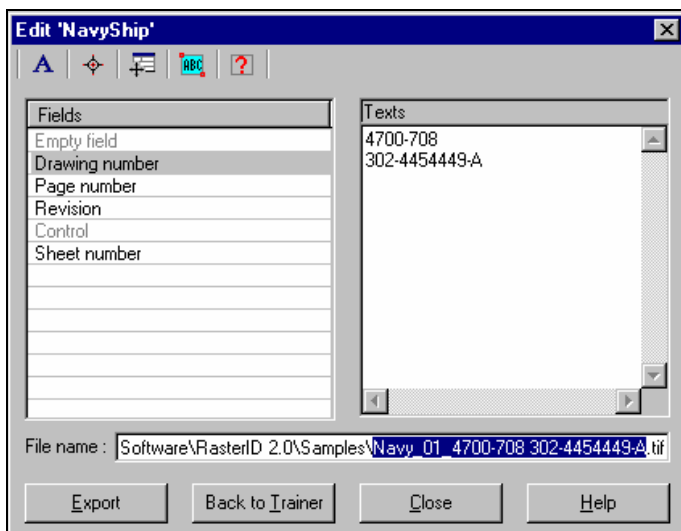 Edit 'NavyShip'
A ABC ?
Fields
Empty field
Drawing number
Page number
Revision
Control
Sheet number
Texts
4700-708
302-4454449-A
File name : Software\RasterID 2.0\Samples\Navy_01_4700-708 302-4454449-A.tif
Export Back to Trainer Close Help